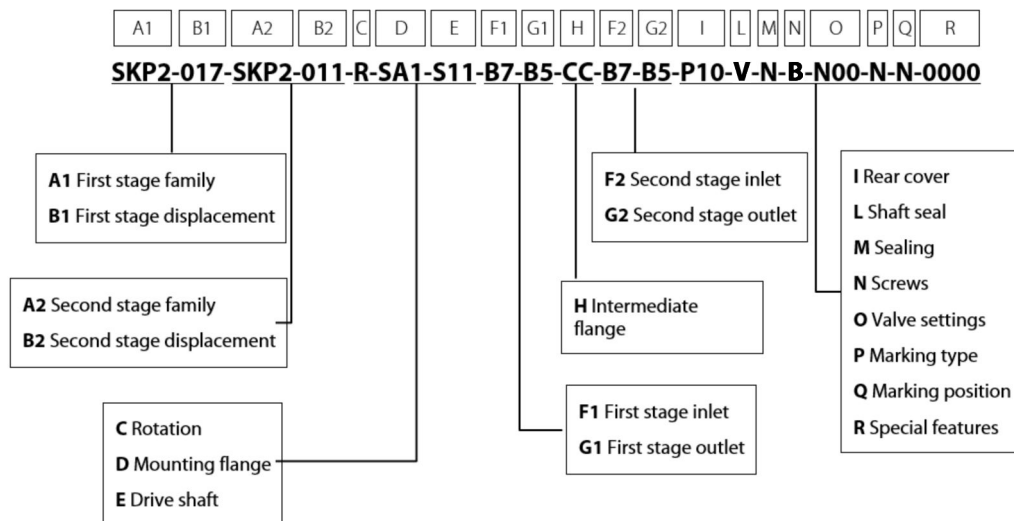 A1 B1 A2 B2 C D E F1 G1 H F2 G2 I L M N O P Q R
SKP2-017-SKP2-011-R-SA1-S11-B7-B5-CC-B7-B5-P10-V-N-B-N00-N-N-0000
A1 First stage family
B1 First stage displacement
F2 Second stage inlet
G2 Second stage outlet
I Rear cover
L Shaft seal
M Sealing
N Screws
O Valve settings
P Marking type
Q Marking position
R Special features
A2 Second stage family
B2 Second stage displacement
H Intermediate
flange
F1 First stage inlet
G1 First stage outlet
C Rotation
D Mounting flange
E Drive shaft